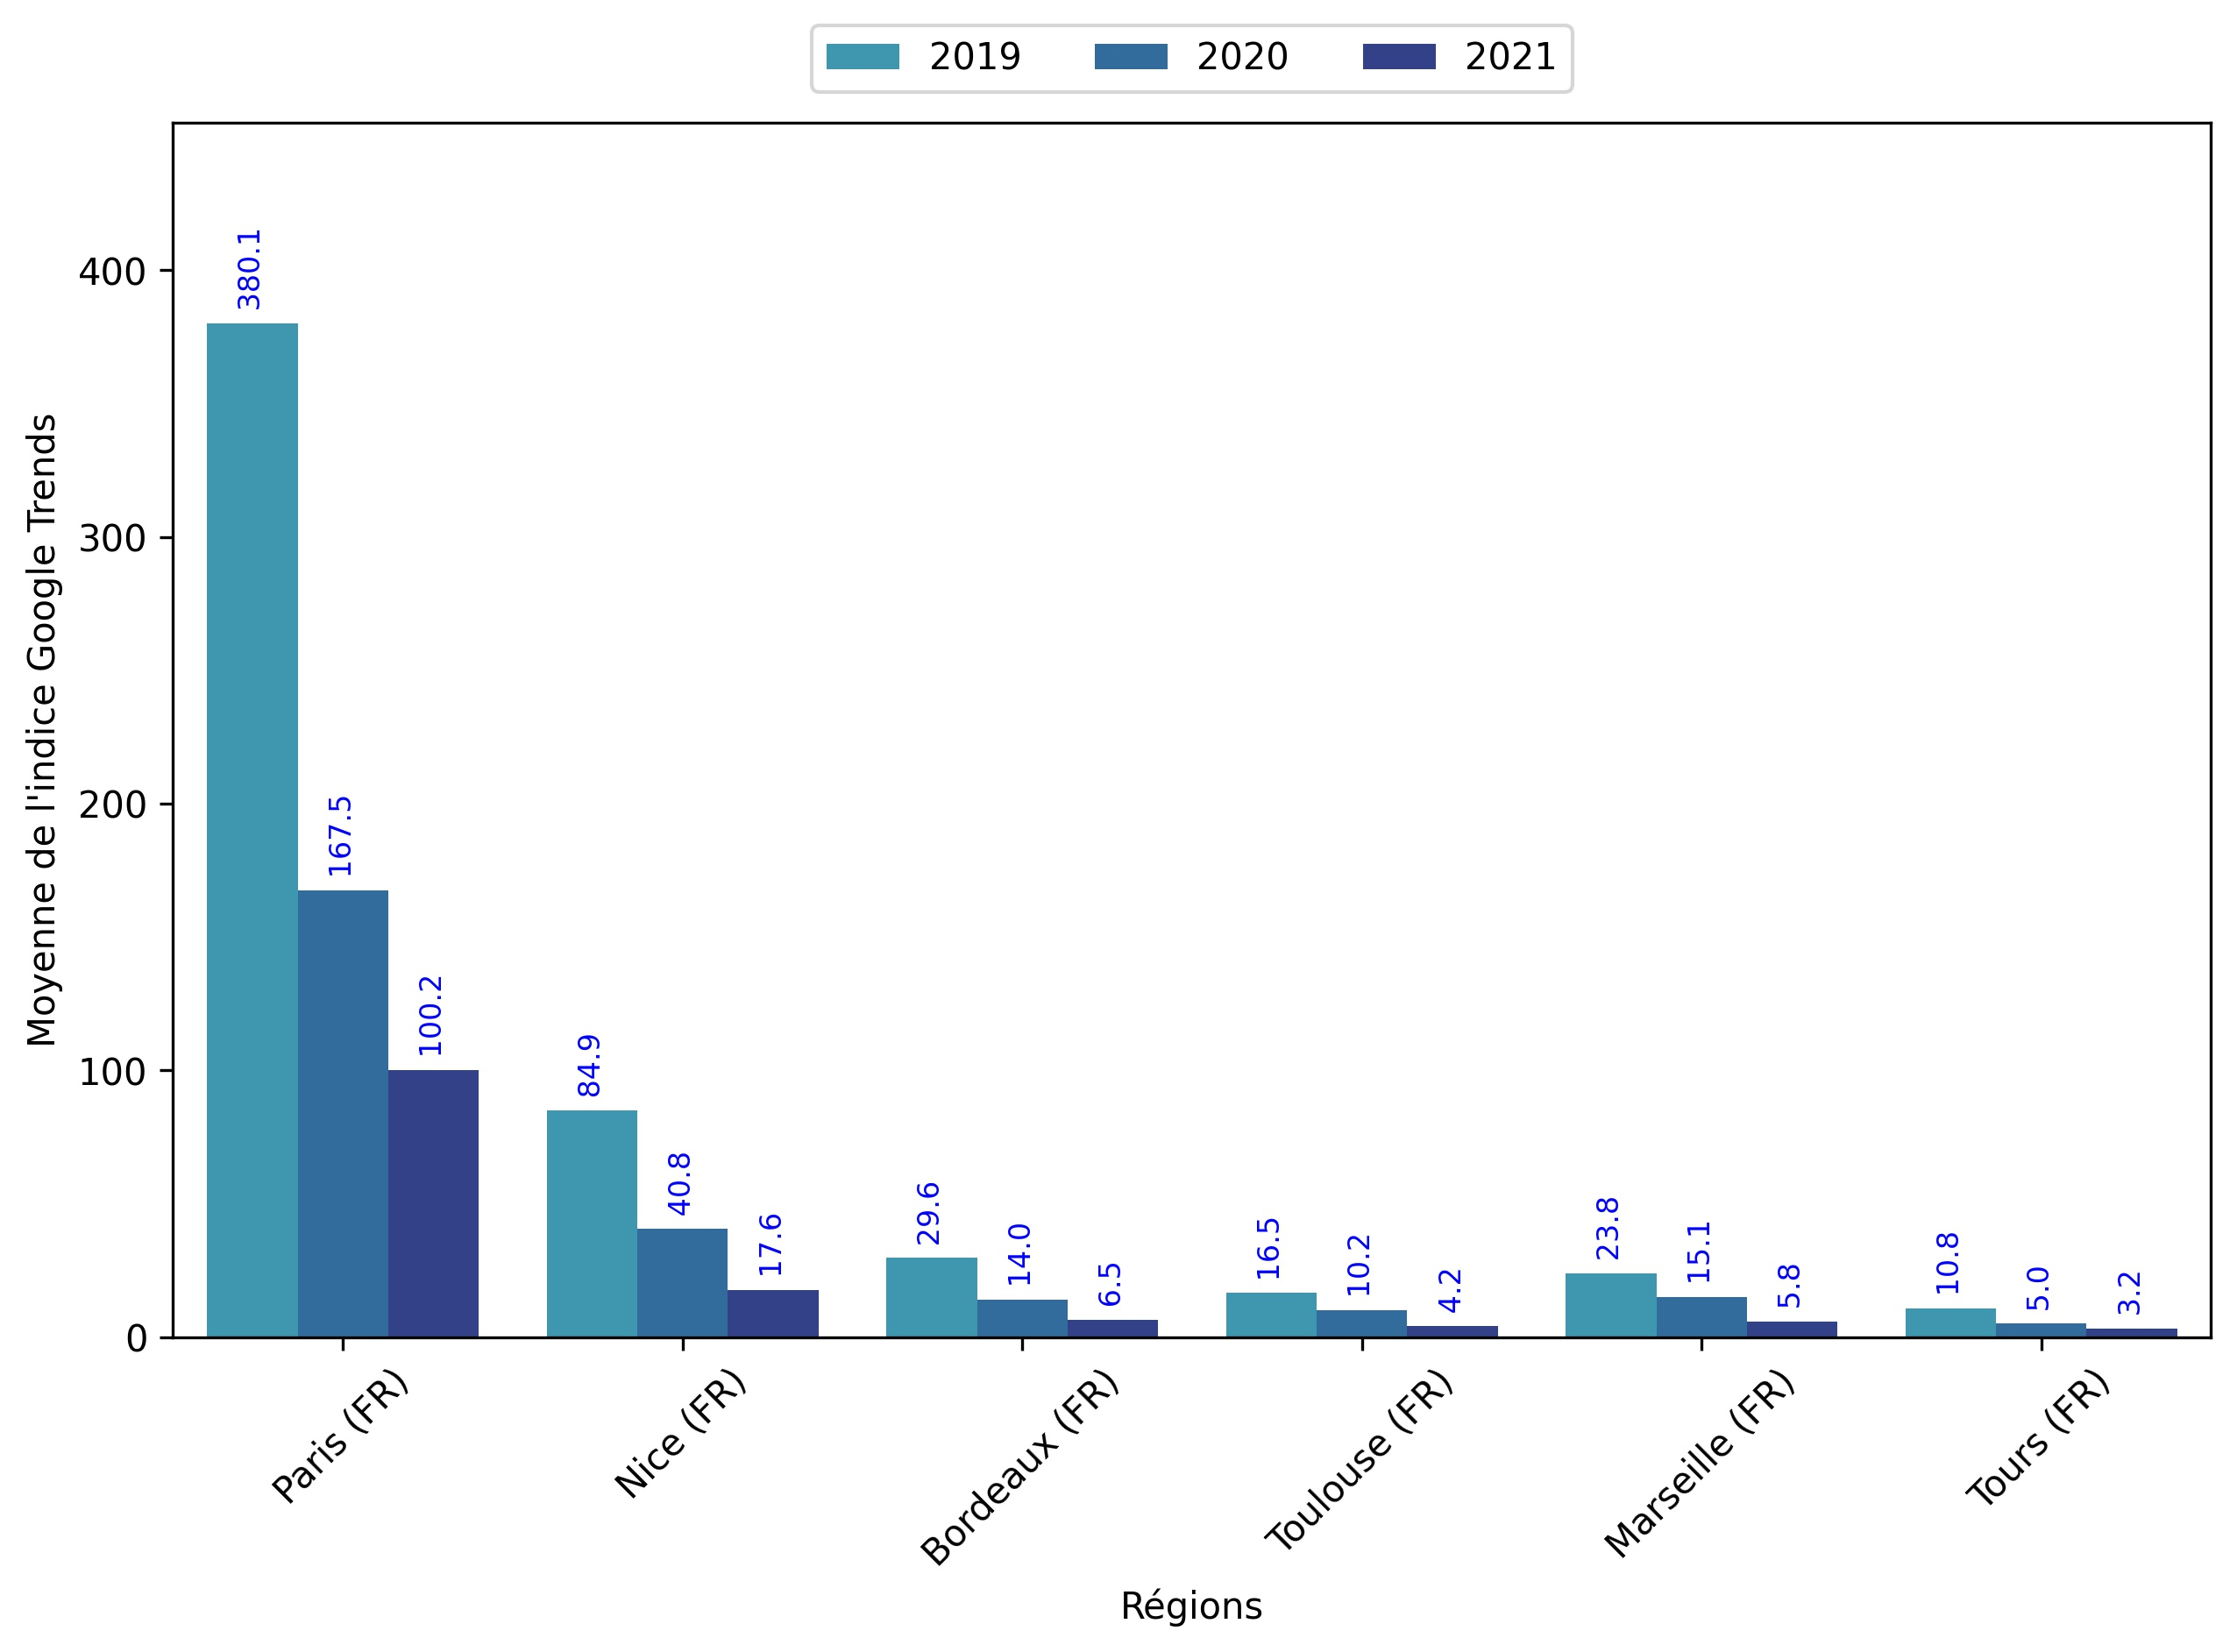 2019 2020 2021
Moyenne de l'indice Google Trends
400
300
200
100
0
380.1
167.5
100.2
84.9
40.8
17.6
29.6
14.0
6.5
16.5
10.2
4.2
23.8
15.1
5.8
10.8
5.0
3.2
Paris (FR)
Nice (FR)
Bordeaux (FR)
Toulouse (FR)
Marseille (FR)
Tours (FR)
Régions